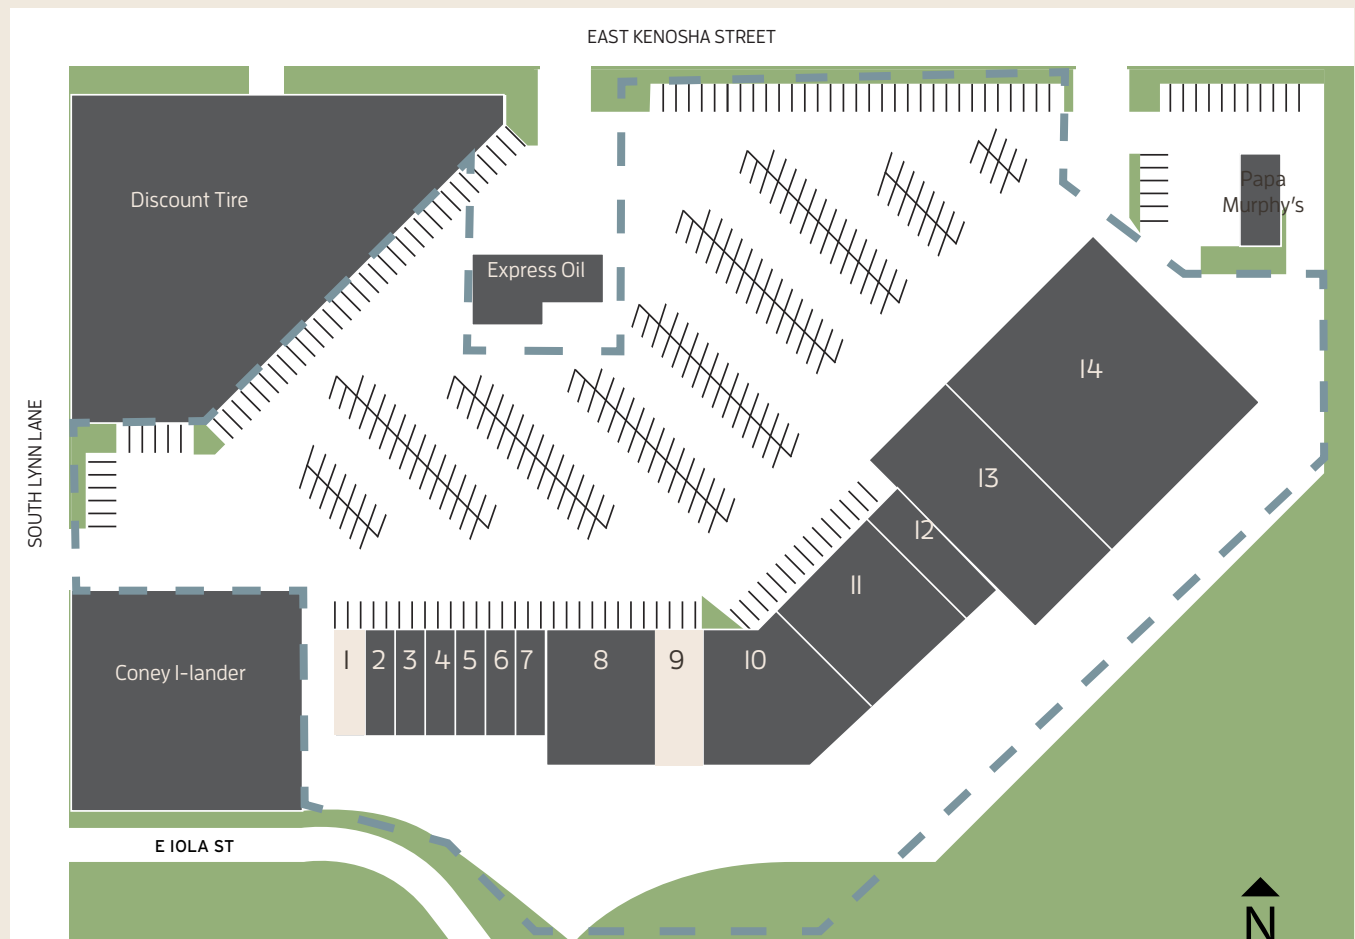 EAST KENOSHA STREET
Discount Tire
Papa
Murphy's
Express Oil
SOUTH LYNN LANE
14
13
12
11
Coney I-lander
1
2
3
4
5
6
7
8
9
10
E IOLA ST
N